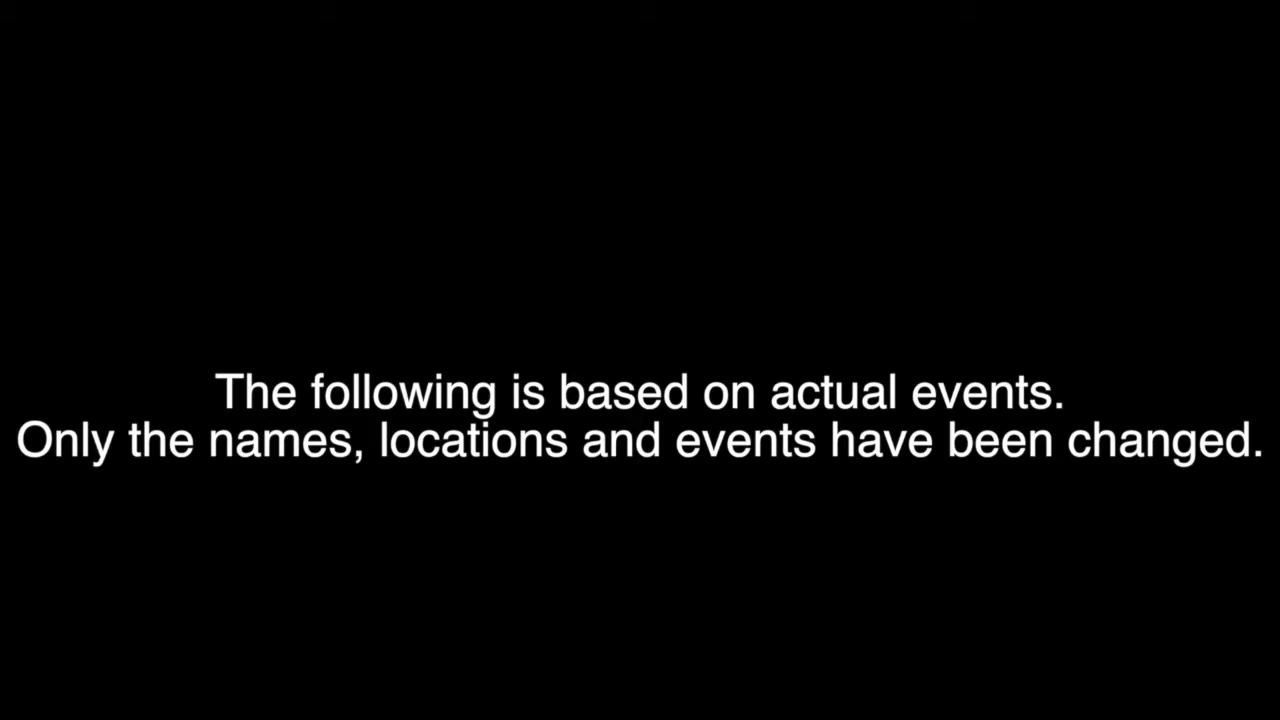 The following is based on actual events.
Only the names, locations and events have been changed.